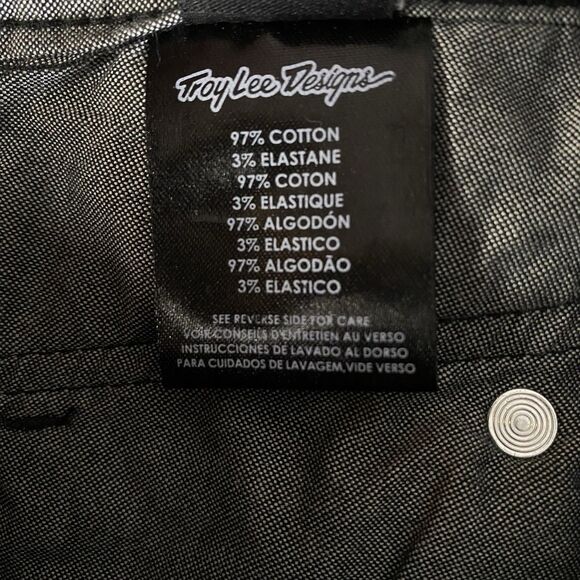 Troy Lee Designs
97% COTTON
3% ELASTANE
97% COTON
3% ELASTIQUE
97% ALGODÓN
3% ELASTICO
97% ALGODÃO
3% ELASTICO
SEE REVERSE SIDE FOR CARE
VOIR CONSEILS D'ENTRETIEN AU VERSO
INSTRUCCIONES DE LAVADO AL DORSO
PARA CUIDADOS DE LAVAGEM, VIDE VERSO